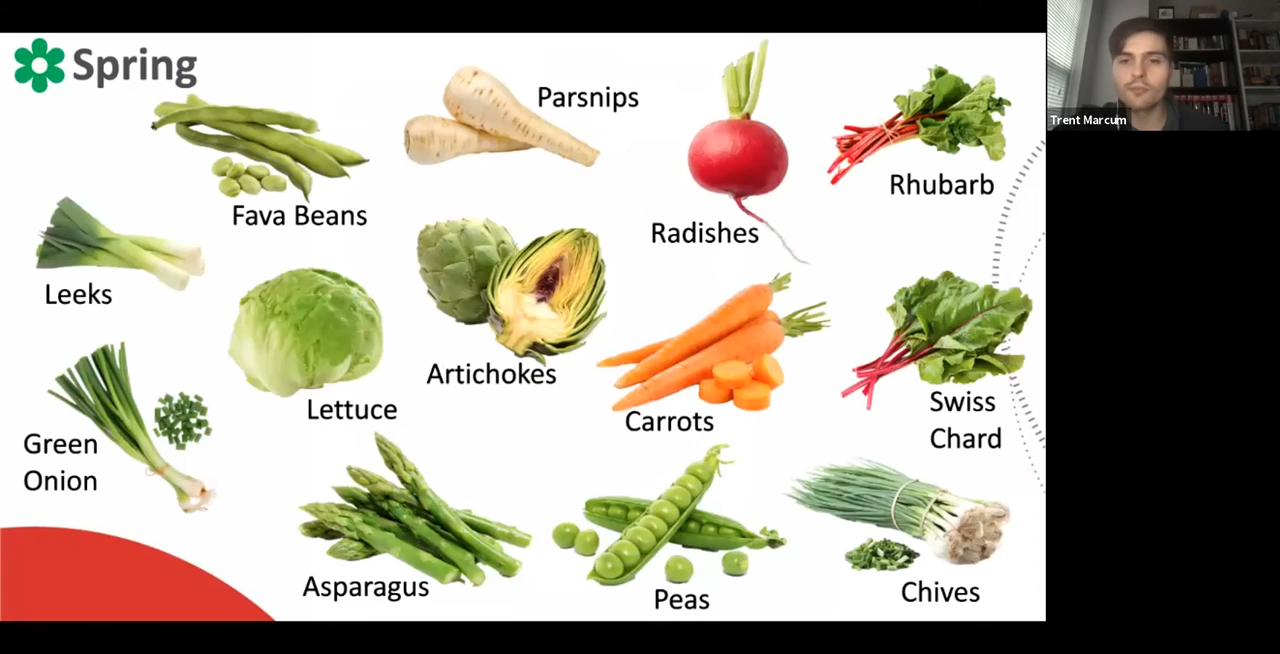 Spring
Trent Marcum
Parsnips
Rhubarb
Fava Beans
Radishes
Leeks
Artichokes
Lettuce
Carrots
Swiss
Chard
Green
Onion
Asparagus
Peas
Chives